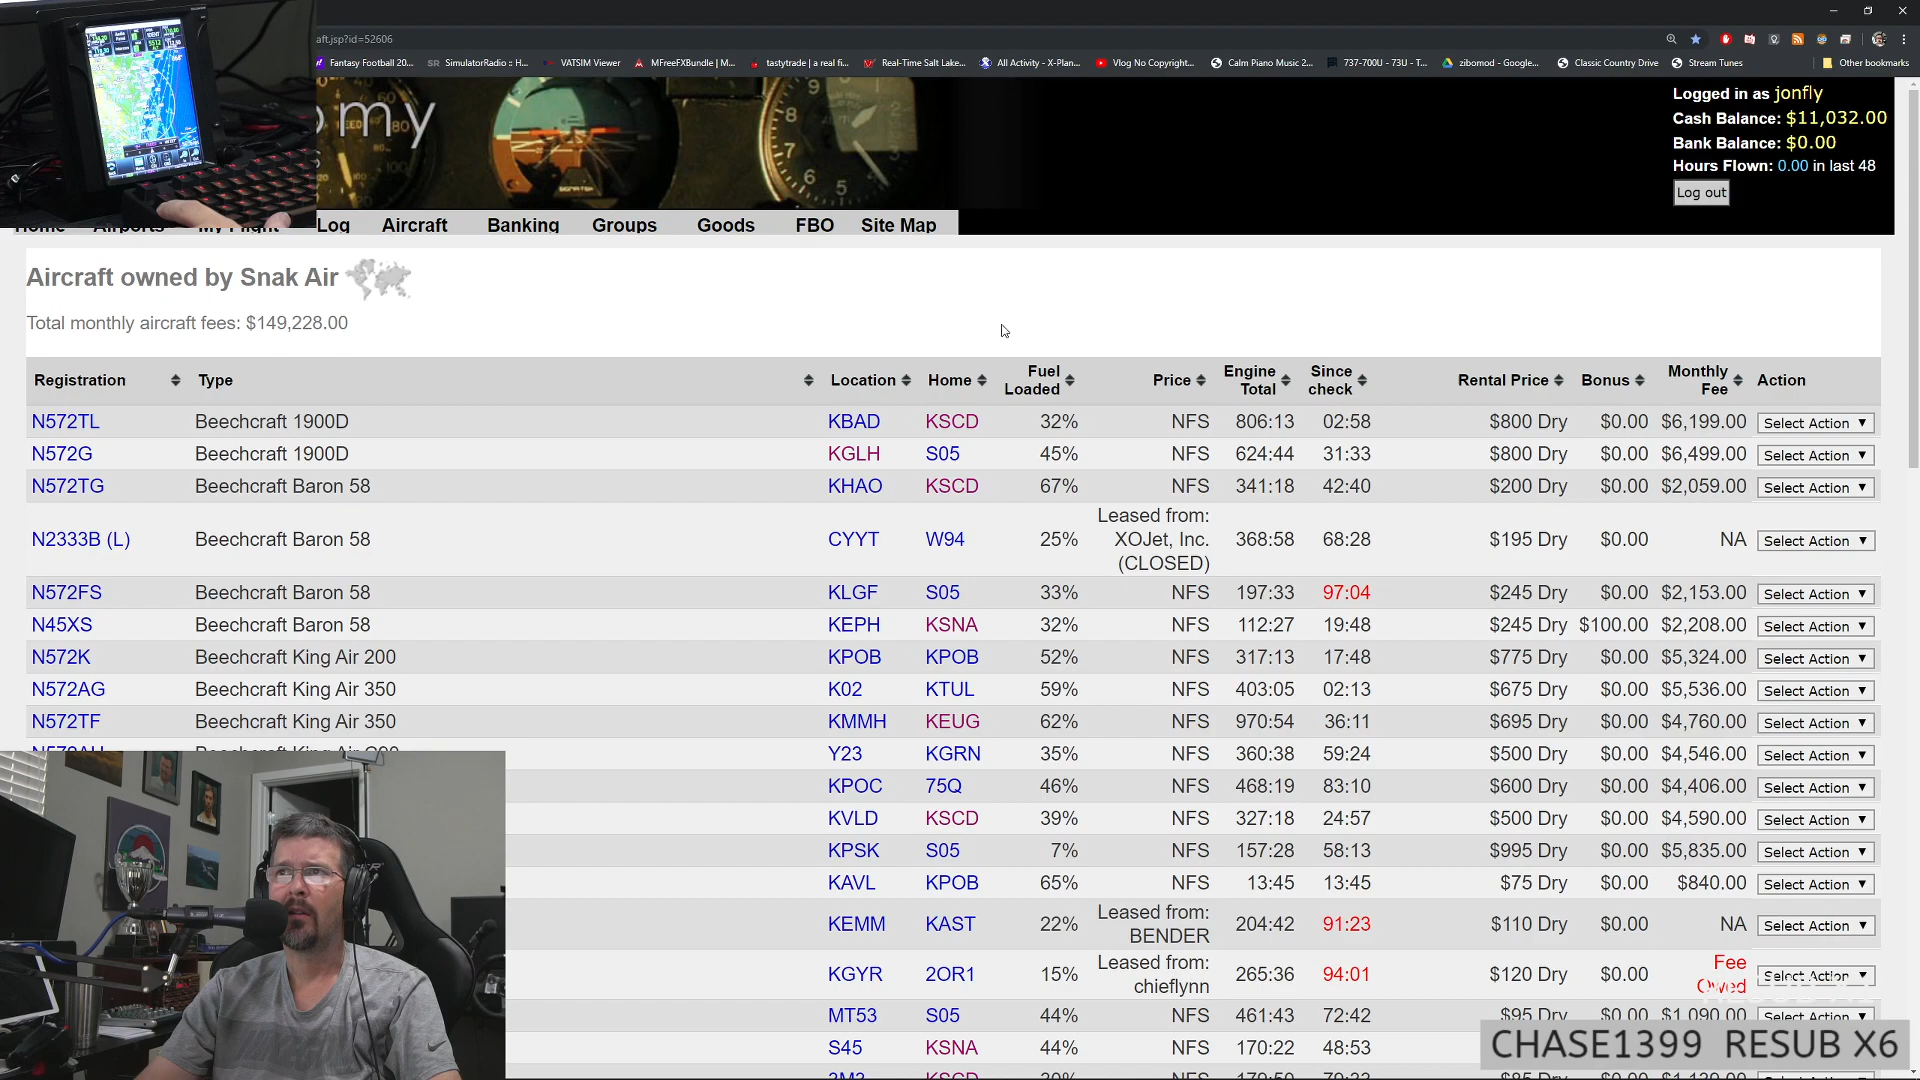 aft.jsp?id=52606
Fantasy Football 20... SR SimulatorRadio :: H... VATSIM Viewer MFreeFXBundle | M... tastytrade | a real fi... Real-Time Salt Lake... All Activity - X-Plan... Vlog No Copyright... Calm Piano Music 2... 737-700U - 73U - T... zibomod - Google... Classic Country Drive Stream Tunes Other bookmarks
omy
Logged in as jonfly
Cash Balance: $11,032.00
Bank Balance: $0.00
Hours Flown: 0.00 in last 48
Log out
Home Airports My Flight Log Aircraft Banking Groups Goods FBO Site Map
Aircraft owned by Snak Air
Total monthly aircraft fees: $149,228.00
Registration Type Location Home Fuel Loaded Price Engine Total Since check Rental Price Bonus Monthly Fee Action
N572TL Beechcraft 1900D KBAD KSCD 32% NFS 806:13 02:58 $800 Dry $0.00 $6,199.00 Select Action
N572G Beechcraft 1900D KGLH S05 45% NFS 624:44 31:33 $800 Dry $0.00 $6,499.00 Select Action
N572TG Beechcraft Baron 58 KHAO KSCD 67% NFS 341:18 42:40 $200 Dry $0.00 $2,059.00 Select Action
N2333B (L) Beechcraft Baron 58 CYYT W94 25% Leased from: XOJet, Inc. (CLOSED) 368:58 68:28 $195 Dry $0.00 NA Select Action
N572FS Beechcraft Baron 58 KLGF S05 33% NFS 197:33 97:04 $245 Dry $0.00 $2,153.00 Select Action
N45XS Beechcraft Baron 58 KEPH KSNA 32% NFS 112:27 19:48 $245 Dry $100.00 $2,208.00 Select Action
N572K Beechcraft King Air 200 KPOB KPOB 52% NFS 317:13 17:48 $775 Dry $0.00 $5,324.00 Select Action
N572AG Beechcraft King Air 350 K02 KTUL 59% NFS 403:05 02:13 $675 Dry $0.00 $5,536.00 Select Action
N572TF Beechcraft King Air 350 KMMH KEUG 62% NFS 970:54 36:11 $695 Dry $0.00 $4,760.00 Select Action
Beechcraft King Air Y23 KGRN 35% NFS 360:38 59:24 $500 Dry $0.00 $4,546.00 Select Action
KPOC 75Q 46% NFS 468:19 83:10 $600 Dry $0.00 $4,406.00 Select Action
KVLD KSCD 39% NFS 327:18 24:57 $500 Dry $0.00 $4,590.00 Select Action
KPSK S05 7% NFS 157:28 58:13 $995 Dry $0.00 $5,835.00 Select Action
KAVL KPOB 65% NFS 13:45 13:45 $75 Dry $0.00 $840.00 Select Action
KEMM KAST 22% Leased from: BENDER 204:42 91:23 $110 Dry $0.00 NA Select Action
KGYR 2OR1 15% Leased from: chieflynn 265:36 94:01 $120 Dry $0.00 Fee Owed Select Action
MT53 S05 44% NFS 461:43 72:42 $95 Dry $0.00 $1,090.00 Select Action
S45 KSNA 44% NFS 170:22 48:53
KSCD NFS
CHASE1399 RESUB X6